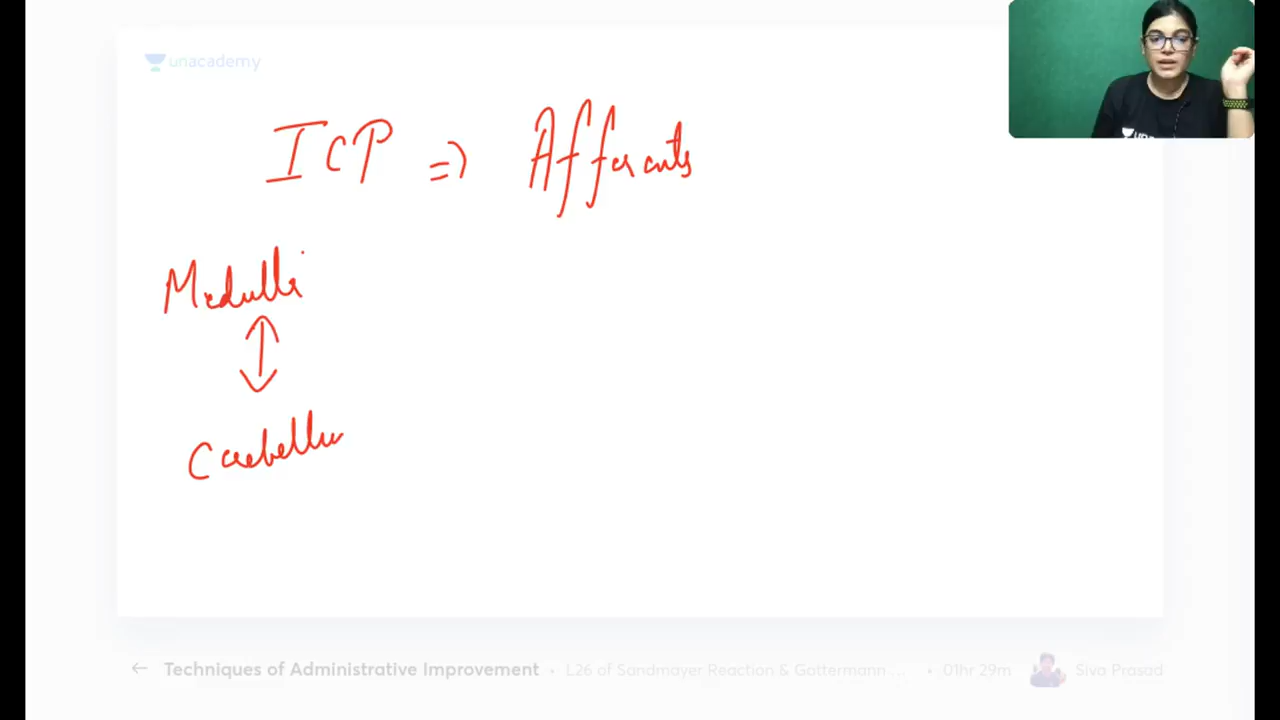 unacademy
ICP => Afferents
Medulla
Cerebellu
← Techniques of Administrative Improvement • L26 of Sandmayer Reaction & Gattermann ... • 01hr 29m Siva Prasad